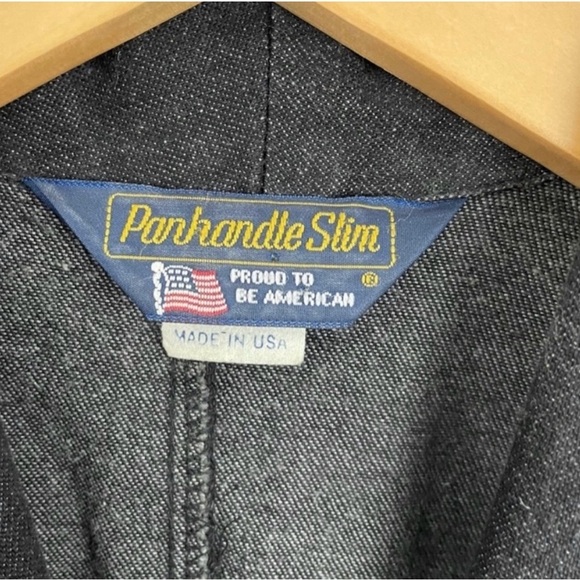 Panhandle Slim
PROUD TO ®
BE AMERICAN
MADE IN USA